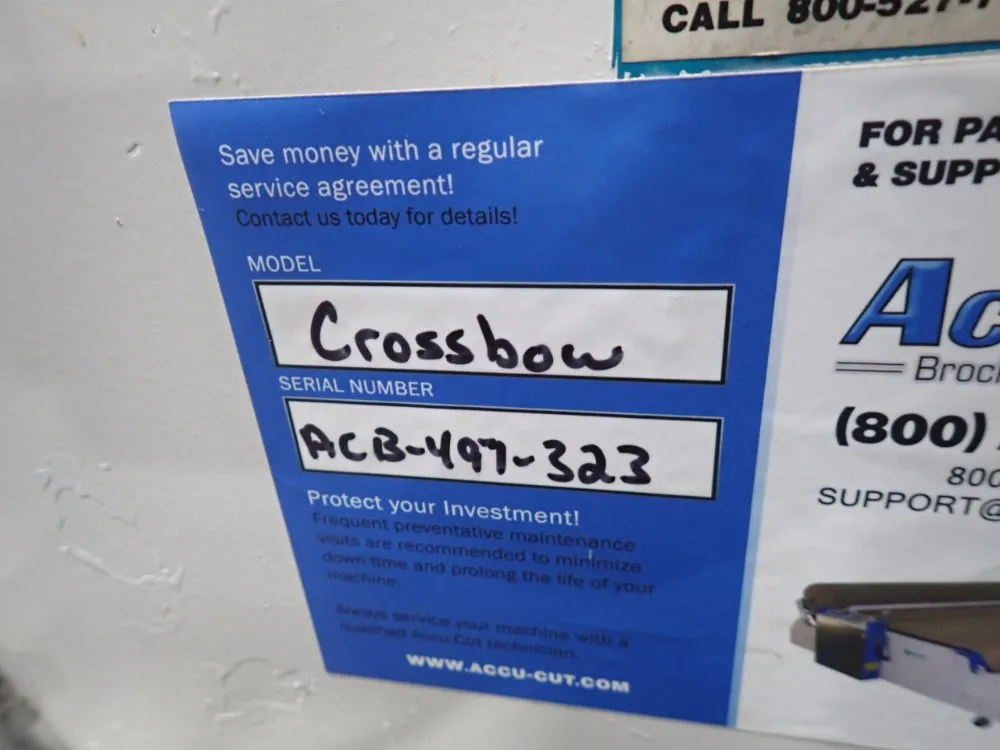 CALL 800-527-
Save money with a regular
service agreement!
Contact us today for details!
MODEL
Crossbow
SERIAL NUMBER
ACB-497-323
Protect your Investment!
Frequent preventative maintenance
visits are recommended to minimize
down time and prolong the life of your
machine.
Always service your machine with a
qualified Accu-Cut technician.
WWW.ACCU-CUT.COM
FOR PA
& SUPP
Ac
Broc
(800)
800
SUPPORT@